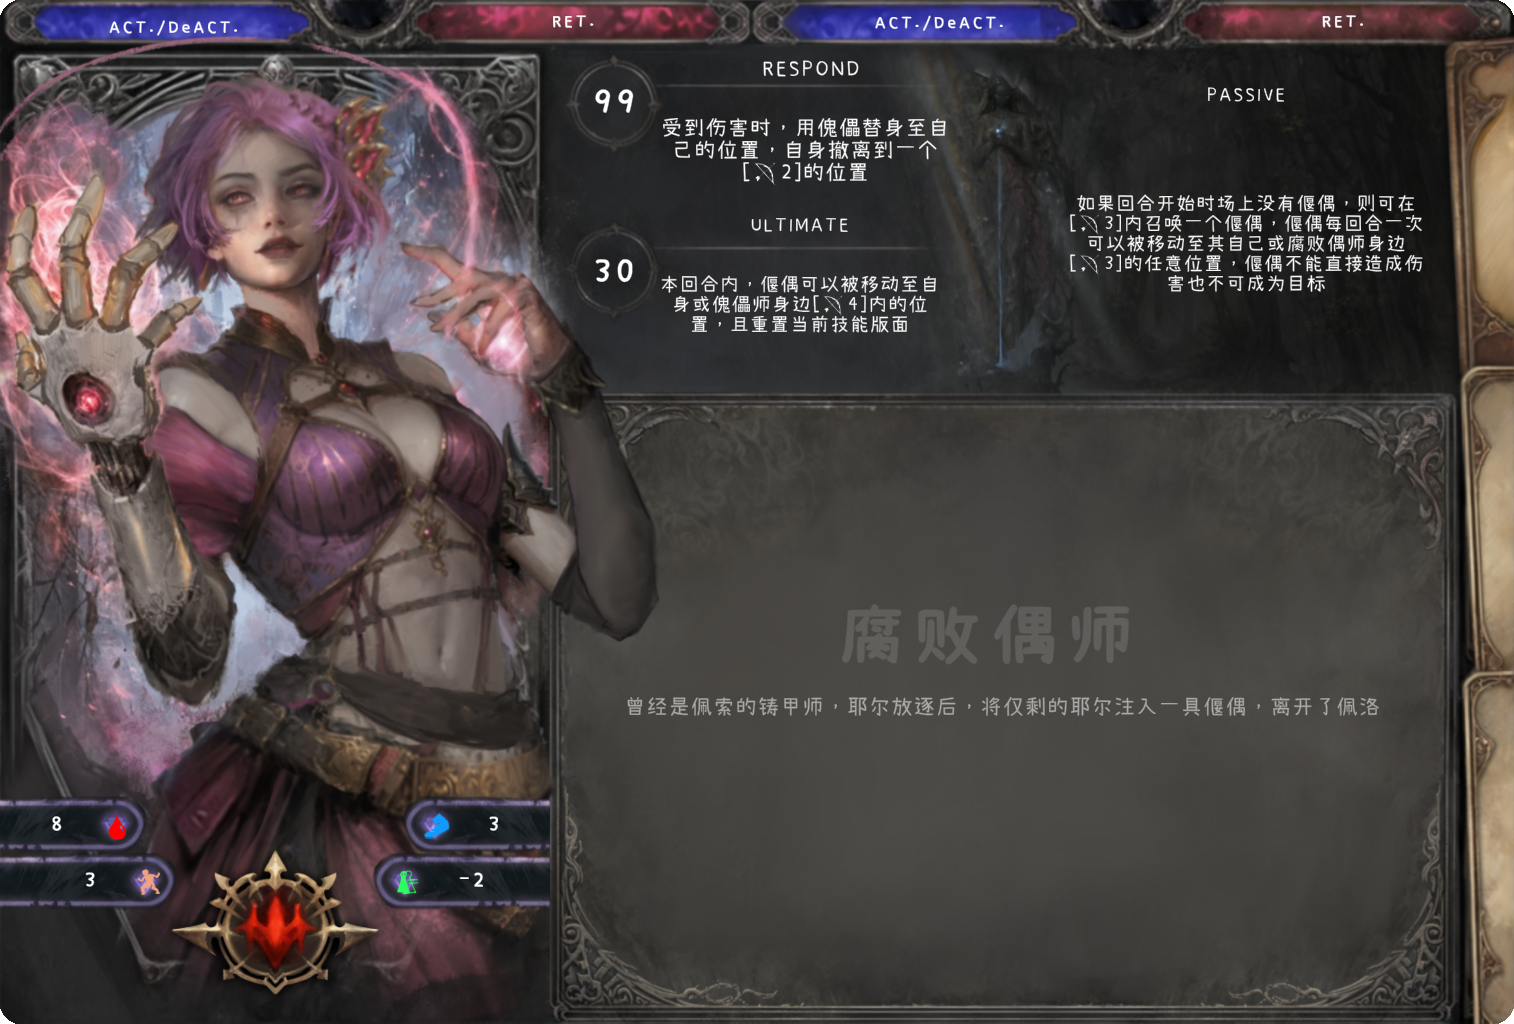 ACT./DeACT.
RET.
ACT./DeACT.
RET.
RESPOND
99
受到伤害时，用傀儡替身至自
己的位置，自身撤离到一个
[2]的位置
ULTIMATE
30
本回合内，偃偶可以被移动至自
身或傀儡师身边[4]内的位
置，且重置当前技能版面
PASSIVE
如果回合开始时场上没有偃偶，则可在
[3]内召唤一个偃偶，偃偶每回合一次
可以被移动至其自己或腐败偶师身边
[3]的任意位置，偃偶不能直接造成伤
害也不可成为目标
腐败偶师
曾经是佩索的铸甲师，耶尔放逐后，将仅剩的耶尔注入一具偃偶，离开了佩洛
8
3
3
-2